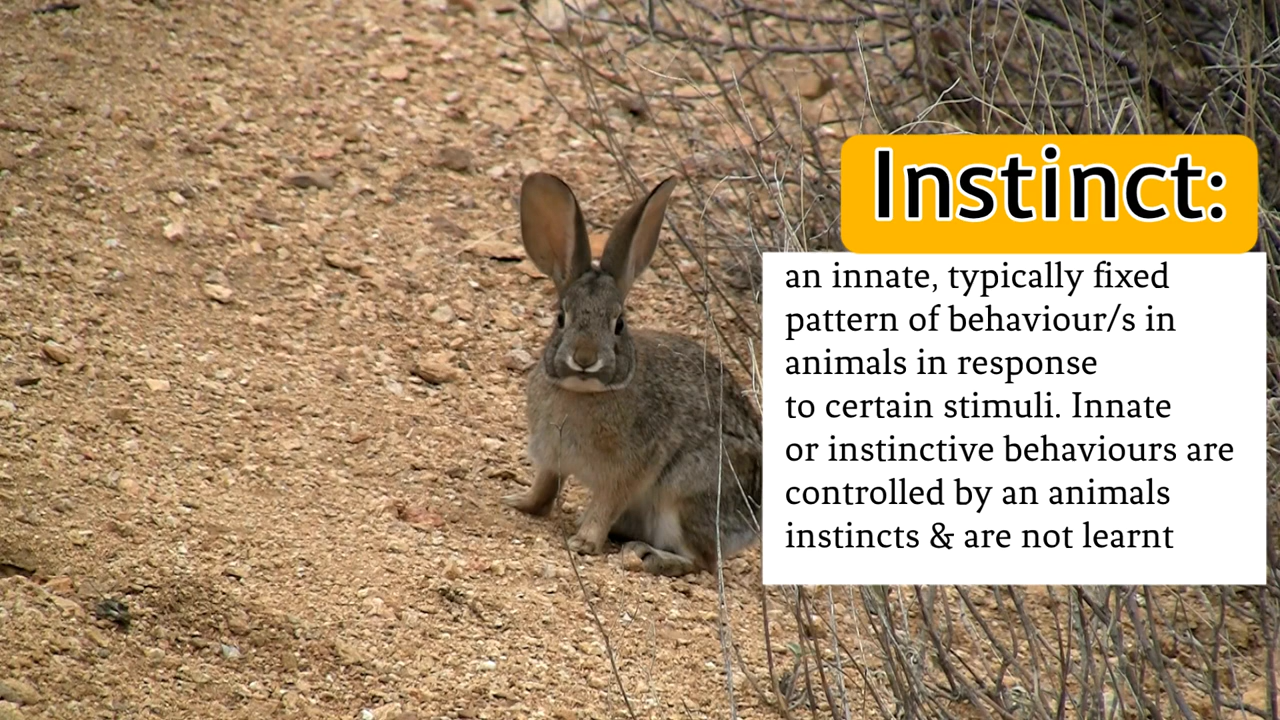 Instinct:
an innate, typically fixed
pattern of behaviour/s in
animals in response
to certain stimuli. Innate
or instinctive behaviours are
controlled by an animals
instincts & are not learnt